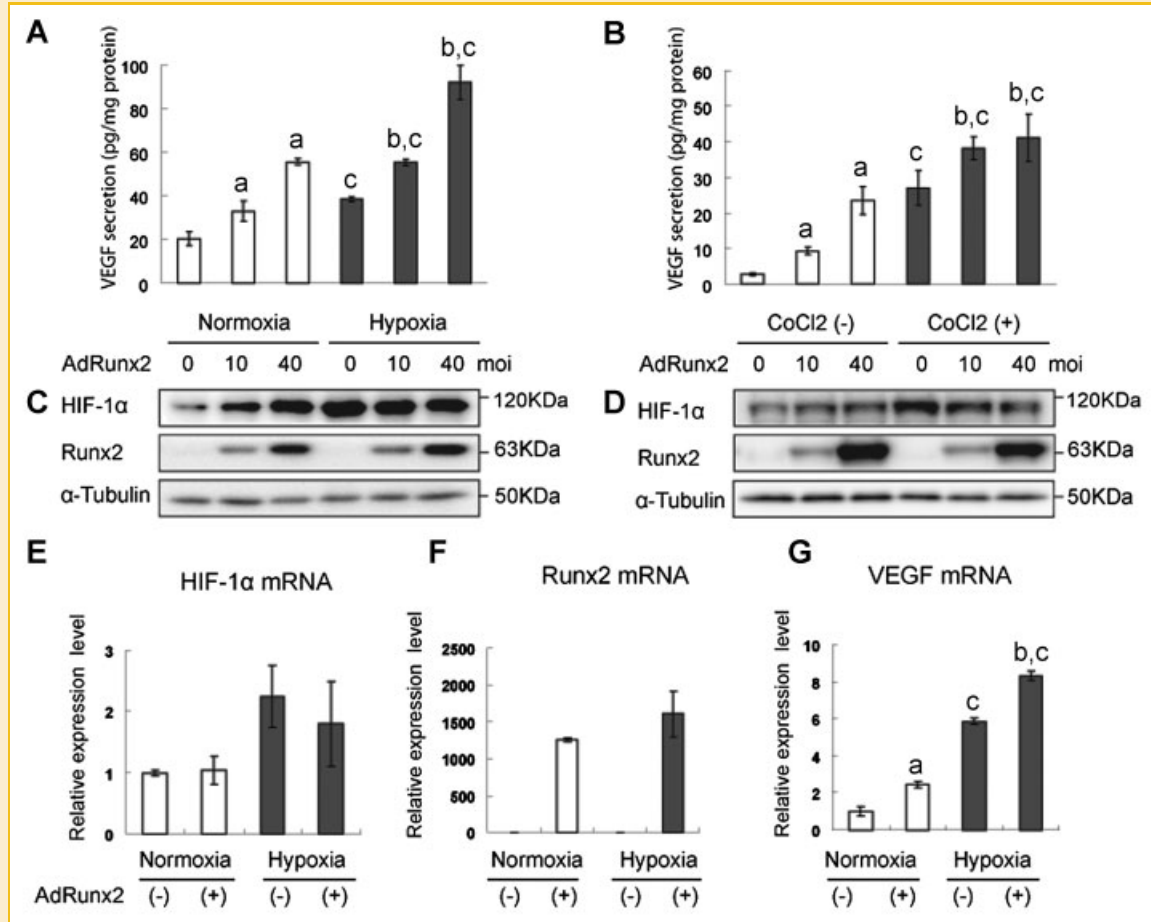 A
VEGF secretion (pg/mg protein)
100
80
60
40
20
0
a
a
c
b,c
b,c
Normoxia Hypoxia
AdRunx2 0 10 40 0 10 40 moi
B
VEGF secretion (pg/mg protein)
60
50
40
30
20
10
0
a
a
c
b,c
b,c
CoCl2 (-) CoCl2 (+)
AdRunx2 0 10 40 0 10 40 moi
C
HIF-1α 120KDa
Runx2 63KDa
α-Tubulin 50KDa
D
HIF-1α 120KDa
Runx2 63KDa
α-Tubulin 50KDa
E
HIF-1α mRNA
Relative expression level
3
2
1
0
Normoxia Hypoxia
AdRunx2 (-) (+) (-) (+)
F
Runx2 mRNA
Relative expression level
2500
2000
1500
1000
500
0
Normoxia Hypoxia
(-) (+) (-) (+)
G
VEGF mRNA
Relative expression level
10
8
6
4
2
0
a
c
b,c
Normoxia Hypoxia
(-) (+) (-) (+)